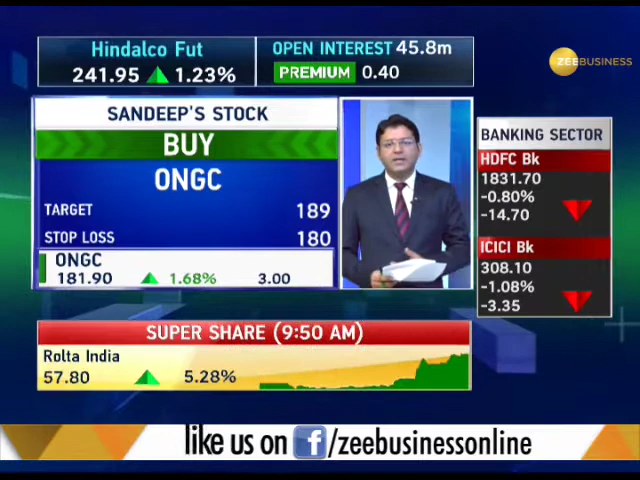 Hindalco Fut
241.95 1.23%
OPEN INTEREST 45.8m
PREMIUM 0.40
ZEEBUSINESS
SANDEEP'S STOCK
BUY
ONGC
TARGET 189
STOP LOSS 180
ONGC
181.90 1.68% 3.00
BANKING SECTOR
HDFC Bk
1831.70
-0.80%
-14.70
ICICI Bk
308.10
-1.08%
-3.35
SUPER SHARE (9:50 AM)
Rolta India
57.80 5.28%
like us on f/zeebusinessonline